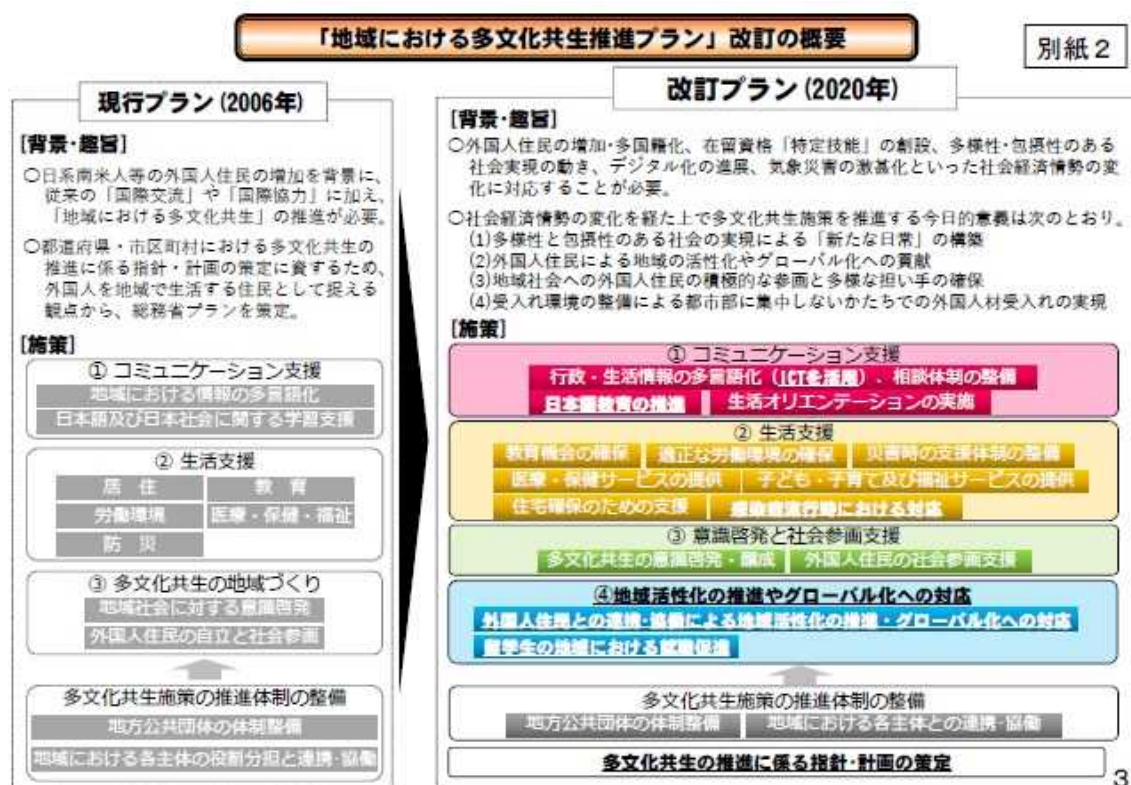 「地域における多文化共生推進プラン」改訂の概要
別紙2
現行プラン(2006年)
[背景・趣旨]
○日系南米人等の外国人住民の増加を背景に、
従来の「国際交流」や「国際協力」に加え、
「地域における多文化共生」の推進が必要。
○都道府県・市区町村における多文化共生の
推進に係る指針・計画の策定に資するため、
外国人を地域で生活する住民として捉える
観点から、総務省プランを策定。
[施策]
① コミュニケーション支援
地域における情報の多言語化
日本語及び日本社会に関する学習支援
② 生活支援
居 住 教 育
労働環境 医療・保健・福祉
防 災
③ 多文化共生の地域づくり
地域社会に対する意識啓発
外国人住民の自立と社会参画
多文化共生施策の推進体制の整備
地方公共団体の体制整備
地域における各主体の役割分担と連携・協働
改訂プラン(2020年)
[背景・趣旨]
○外国人住民の増加・多国籍化、在留資格「特定技能」の創設、多様性・包摂性のある
社会実現の動き、デジタル化の進展、気象災害の激甚化といった社会経済情勢の変
化に対応することが必要。
○社会経済情勢の変化を経た上で多文化共生施策を推進する今日的意義は次のとおり。
(1)多様性と包摂性のある社会の実現による「新たな日常」の構築
(2)外国人住民による地域の活性化やグローバル化への貢献
(3)地域社会への外国人住民の積極的な参画と多様な担い手の確保
(4)受入れ環境の整備による都市部に集中しないかたちでの外国人材受入れの実現
[施策]
① コミュニケーション支援
行政・生活情報の多言語化(ICTを活用)、相談体制の整備
日本語教育の推進 生活オリエンテーションの実施
② 生活支援
教育機会の確保 適正な労働環境の確保 災害時の支援体制の整備
医療・保健サービスの提供 子ども・子育て及び福祉サービスの提供
住宅確保のための支援 感染症流行時における対応
③ 意識啓発と社会参画支援
多文化共生の意識啓発・醸成 外国人住民の社会参画支援
④地域活性化の推進やグローバル化への対応
外国人住民との連携・協働による地域活性化の推進・グローバル化への対応
留学生の地域における就職促進
多文化共生施策の推進体制の整備
地方公共団体の体制整備 地域における各主体との連携・協働
多文化共生の推進に係る指針・計画の策定
3